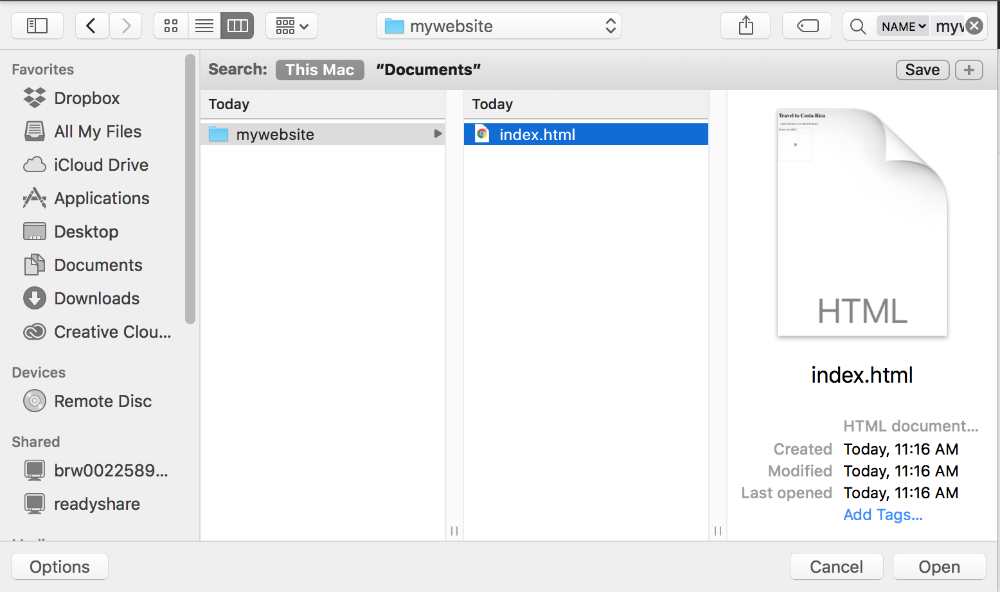 mywebsite
NAME
Favorites
Dropbox
All My Files
iCloud Drive
Applications
Desktop
Documents
Downloads
Creative Clou...
Devices
Remote Disc
Shared
brw0022589...
readyshare
Search: This Mac “Documents”
Save +
Today
mywebsite
Today
index.html
Travel to Costa Rica
HTML
index.html
HTML document...
Created Today, 11:16 AM
Modified Today, 11:16 AM
Last opened Today, 11:16 AM
Add Tags...
Options
Cancel
Open